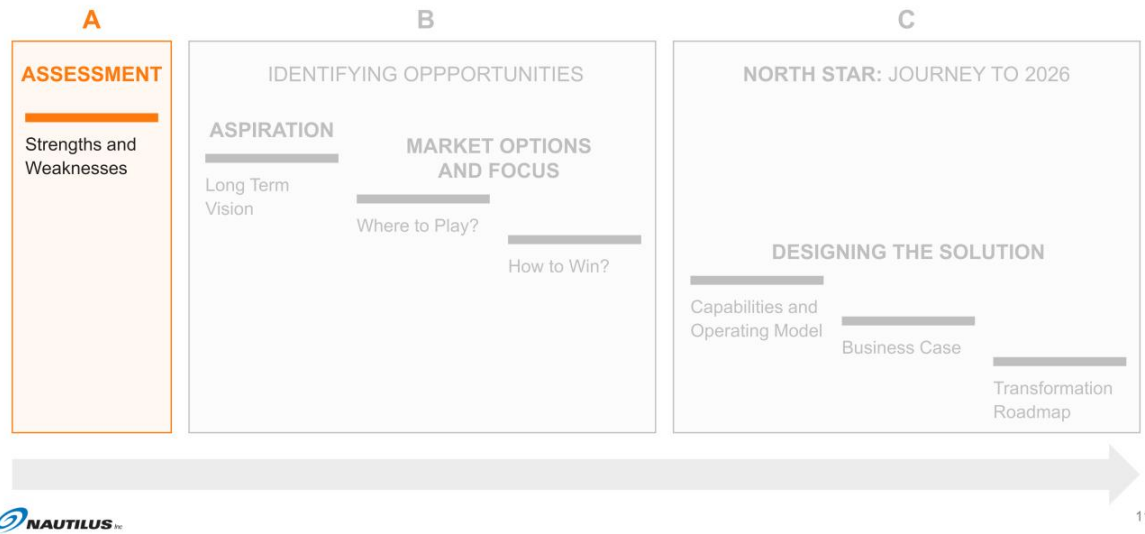 A
B
C
ASSESSMENT
Strengths and
Weaknesses
IDENTIFYING OPPPORTUNITIES
ASPIRATION
Long Term
Vision
MARKET OPTIONS
AND FOCUS
Where to Play?
How to Win?
NORTH STAR: JOURNEY TO 2026
DESIGNING THE SOLUTION
Capabilities and
Operating Model
Business Case
Transformation
Roadmap
NAUTILUS Inc